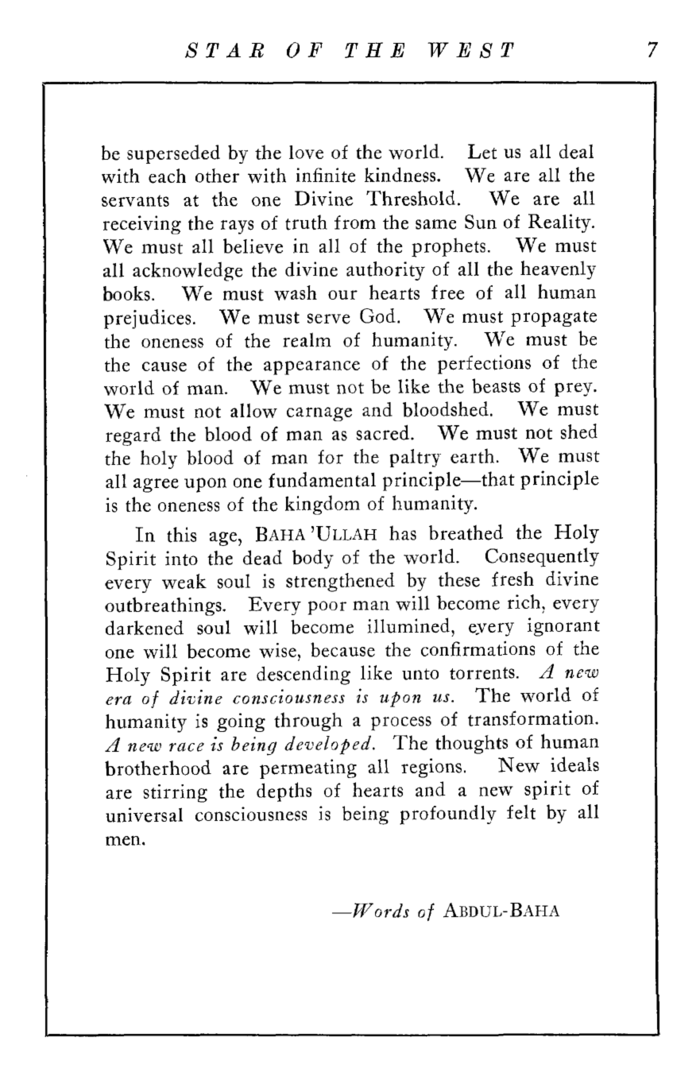 STAR OF THE WEST 7
be superseded by the love of the world. Let us all deal
with each other with infinite kindness. We are all the
servants at the one Divine Threshold. We are all
receiving the rays of truth from the same Sun of Reality.
We must all believe in all of the prophets. We must
all acknowledge the divine authority of all the heavenly
books. We must wash our hearts free of all human
prejudices. We must serve God. We must propagate
the oneness of the realm of humanity. We must be
the cause of the appearance of the perfections of the
world of man. We must not be like the beasts of prey.
We must not allow carnage and bloodshed. We must
regard the blood of man as sacred. We must not shed
the holy blood of man for the paltry earth. We must
all agree upon one fundamental principle—that principle
is the oneness of the kingdom of humanity.
In this age, BAHA 'ULLAH has breathed the Holy
Spirit into the dead body of the world. Consequently
every weak soul is strengthened by these fresh divine
outbreathings. Every poor man will become rich, every
darkened soul will become illumined, every ignorant
one will become wise, because the confirmations of the
Holy Spirit are descending like unto torrents. A new
era of divine consciousness is upon us. The world of
humanity is going through a process of transformation.
A new race is being developed. The thoughts of human
brotherhood are permeating all regions. New ideals
are stirring the depths of hearts and a new spirit of
universal consciousness is being profoundly felt by all
men.
—Words of ABDUL-BAHA